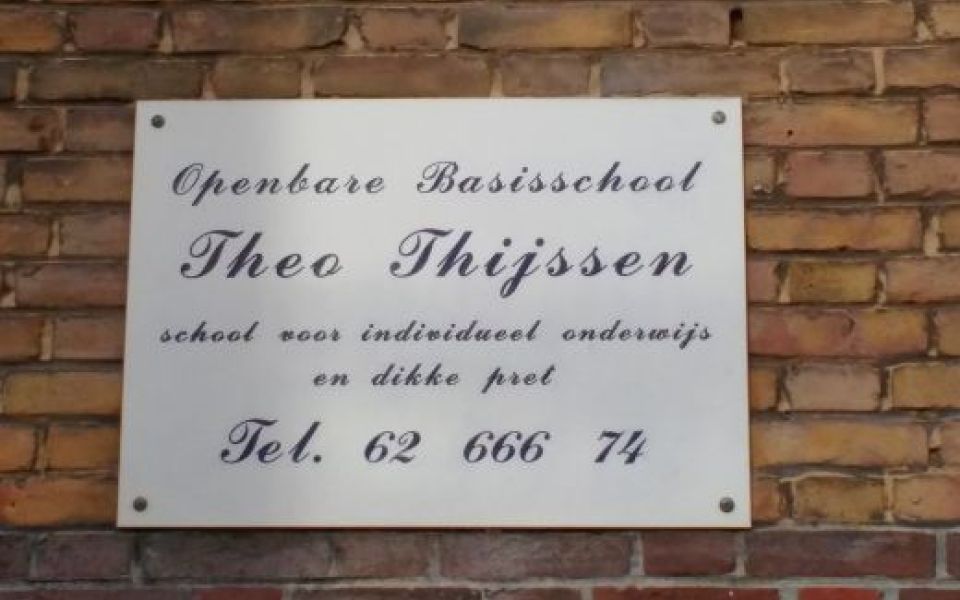 Openbare Basisschool
Theo Thijssen
school voor individueel onderwijs
en dikke pret
Tel. 62 666 74